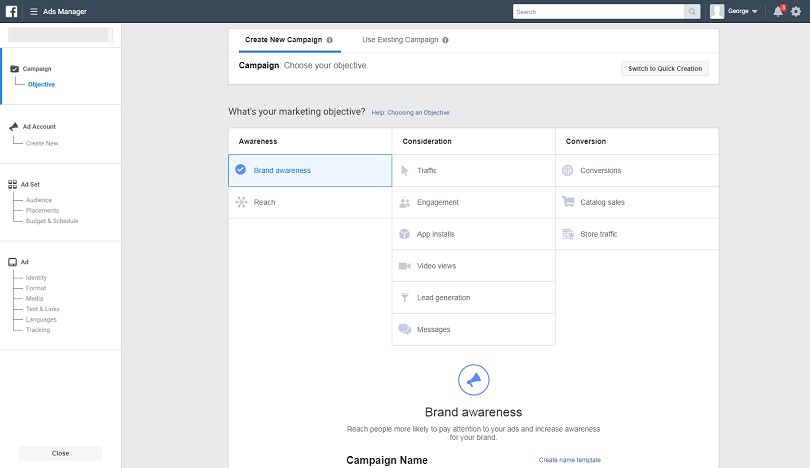 Ads Manager
Search
George
3
Campaign
Objective
Ad Account
Create New
Ad Set
Audience
Placements
Budget & Schedule
Ad
Identity
Format
Media
Text & Links
Languages
Tracking
Close
Create New Campaign
Use Existing Campaign
Campaign: Choose your objective.
Switch to Quick Creation
What's your marketing objective? Help: Choosing an Objective
Awareness
Consideration
Conversion
Brand awareness
Traffic
Conversions
Reach
Engagement
Catalog sales
App installs
Store traffic
Video views
Lead generation
Messages
Brand awareness
Reach people more likely to pay attention to your ads and increase awareness
for your brand.
Campaign Name
Create name template